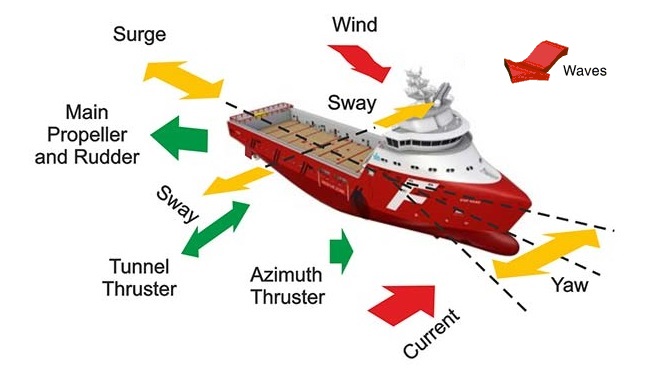 Wind
Surge
Waves
Sway
Main
Propeller
and Rudder
Sway
Tunnel
Thruster
Azimuth
Thruster
Yaw
Current